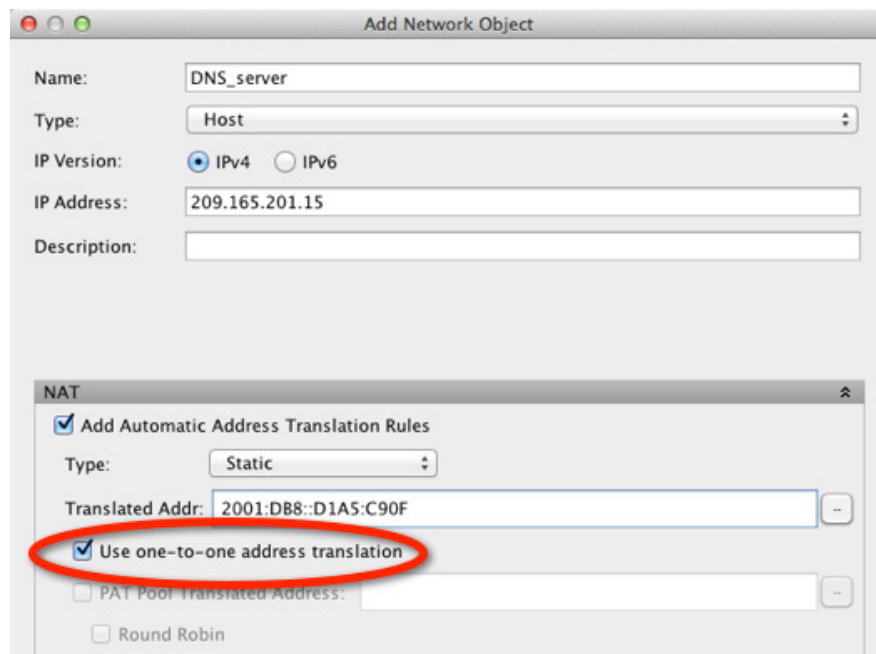 Add Network Object
Name: DNS_server
Type: Host
IP Version: IPv4 IPv6
IP Address: 209.165.201.15
Description:
NAT
Add Automatic Address Translation Rules
Type: Static
Translated Addr: 2001:DB8::D1A5:C90F
Use one-to-one address translation
PAT Pool Translated Address:
Round Robin